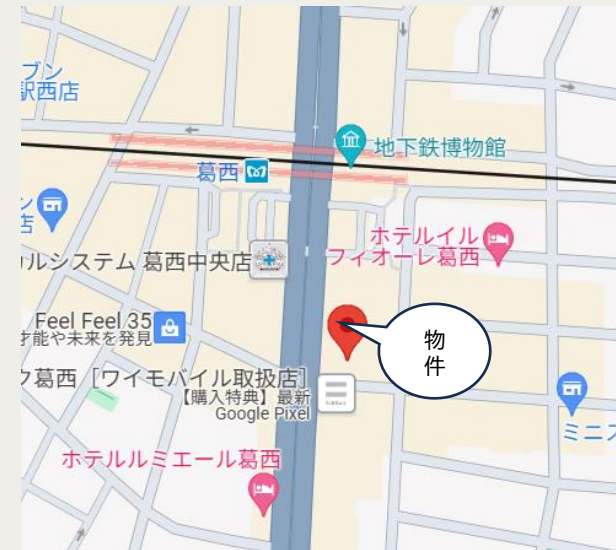 ブン
駅西店
地下鉄博物館
葛西
店
ホテルイル
フィオーレ葛西
ルシステム 葛西中央店
Feel Feel 35
才能や未来を発見
物
件
ク葛西［ワイモバイル取扱店］
【購入特典】最新
Google Pixel
ミニス
ホテルルミエール葛西